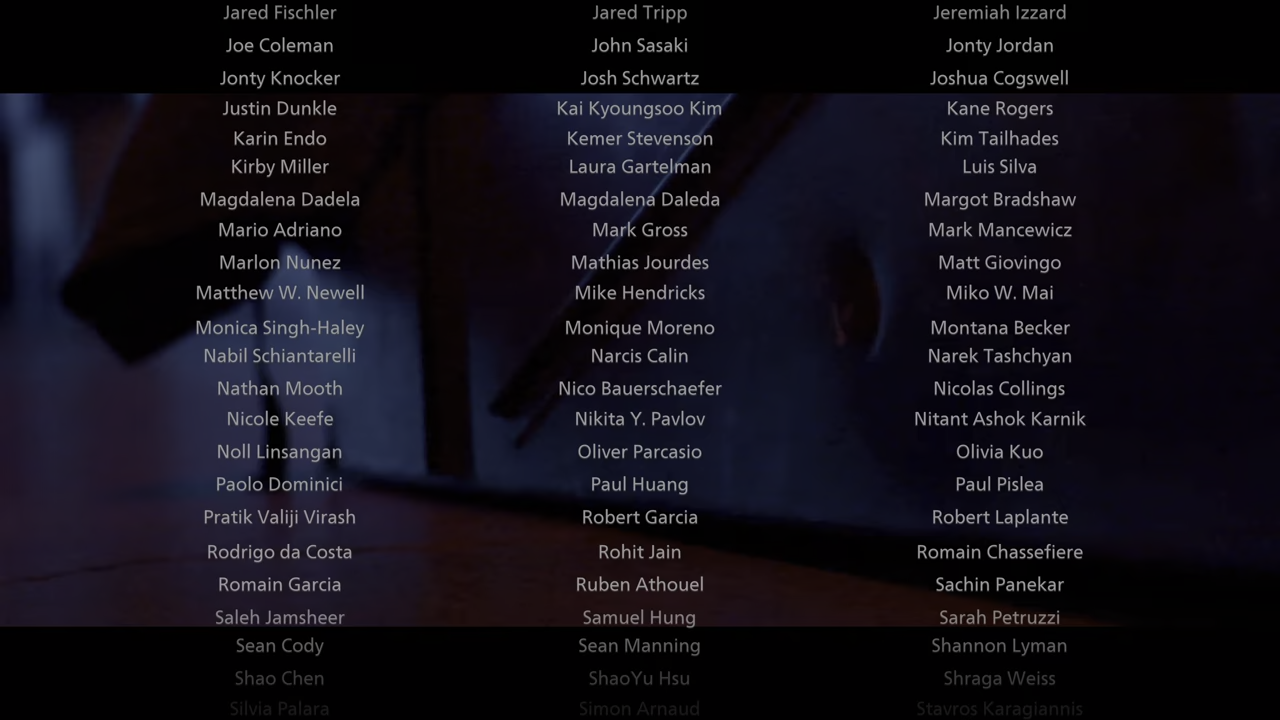 Jared Fischler Jared Tripp Jeremiah Izzard
Joe Coleman John Sasaki Jonty Jordan
Jonty Knocker Josh Schwartz Joshua Cogswell
Justin Dunkle Kai Kyoungsoo Kim Kane Rogers
Karin Endo Kemer Stevenson Kim Tailhades
Kirby Miller Laura Gartelman Luis Silva
Magdalena Dadela Magdalena Daleda Margot Bradshaw
Mario Adriano Mark Gross Mark Mancewicz
Marlon Nunez Mathias Jourdes Matt Giovingo
Matthew W. Newell Mike Hendricks Miko W. Mai
Monica Singh-Haley Monique Moreno Montana Becker
Nabil Schiantarelli Narcis Calin Narek Tashchyan
Nathan Mooth Nico Bauerschaefer Nicolas Collings
Nicole Keefe Nikita Y. Pavlov Nitant Ashok Karnik
Noll Linsangan Oliver Parcasio Olivia Kuo
Paolo Dominici Paul Huang Paul Pislea
Pratik Valiji Virash Robert Garcia Robert Laplante
Rodrigo da Costa Rohit Jain Romain Chassefiere
Romain Garcia Ruben Athouel Sachin Panekar
Saleh Jamsheer Samuel Hung Sarah Petruzzi
Sean Cody Sean Manning Shannon Lyman
Shao Chen ShaoYu Hsu Shraga Weiss
Silvia Palara Simon Arnaud Stavros Karagiannis